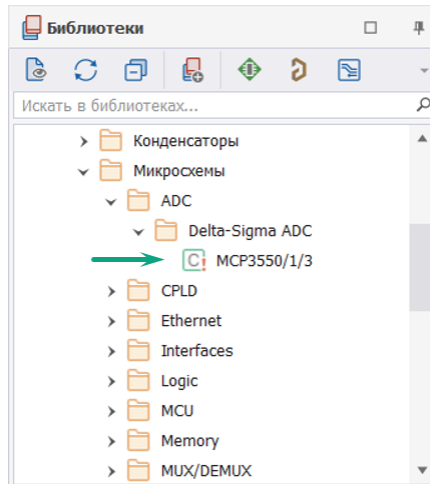 Библиотеки
Искать в библиотеках...
Конденсаторы
Микросхемы
ADC
Delta-Sigma ADC
C! MCP3550/1/3
CPLD
Ethernet
Interfaces
Logic
MCU
Memory
MUX/DEMUX